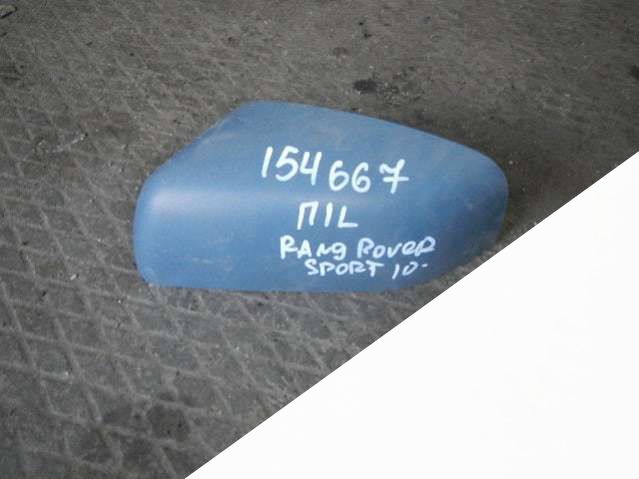 154667
П1L
RANg RoveR
SPORT 10-